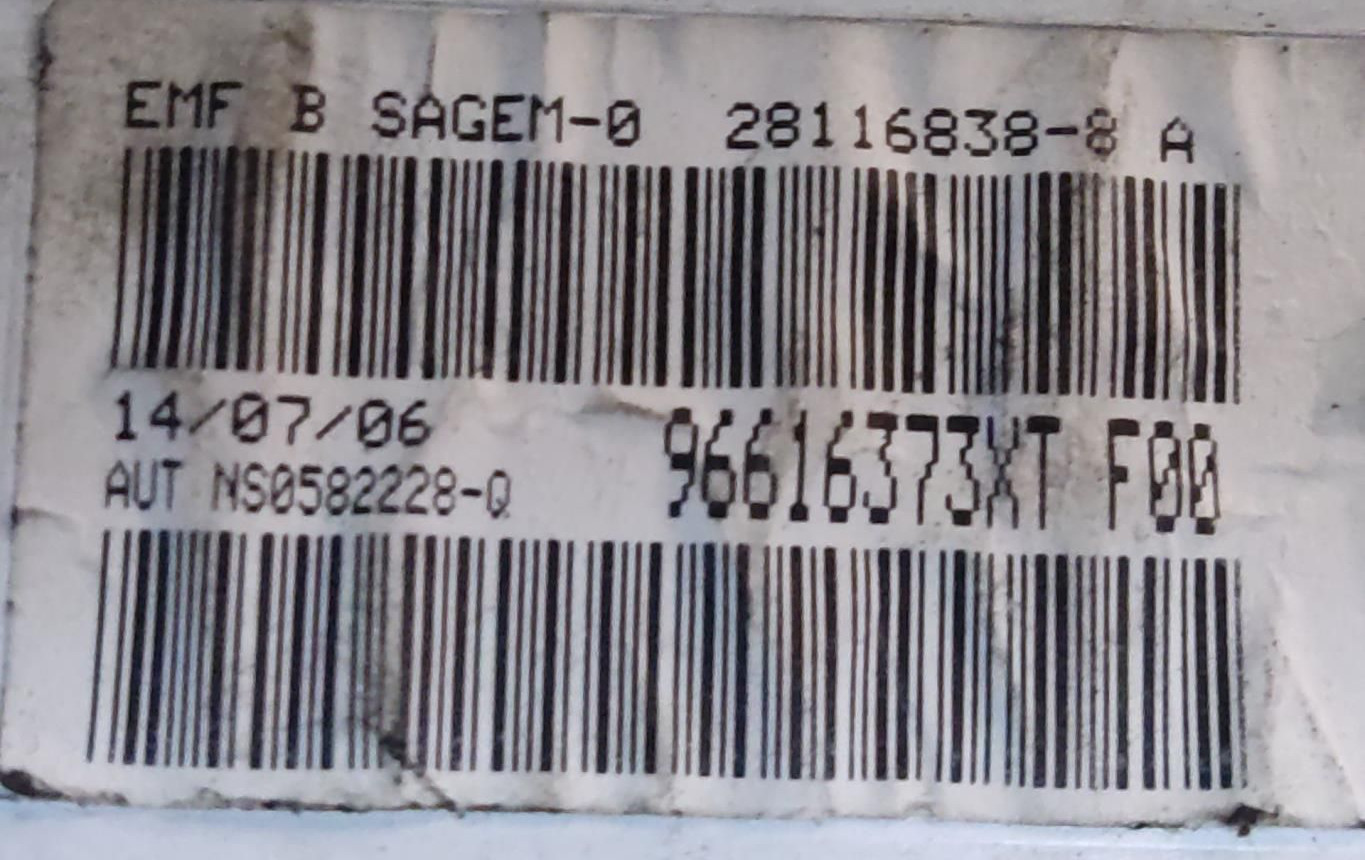 EMF B SAGEM-0 28116838-8 A
14/07/06
96616373XT F00
AUT NS0582228-Q